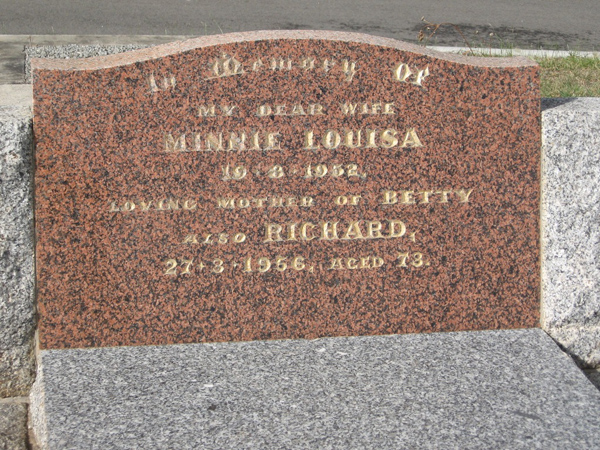 In Memory Of
MY DEAR WIFE
MINNIE LOUISA
19-8-1952.
LOVING MOTHER OF BETTY
ALSO RICHARD,
27-3-1956, AGED 73.